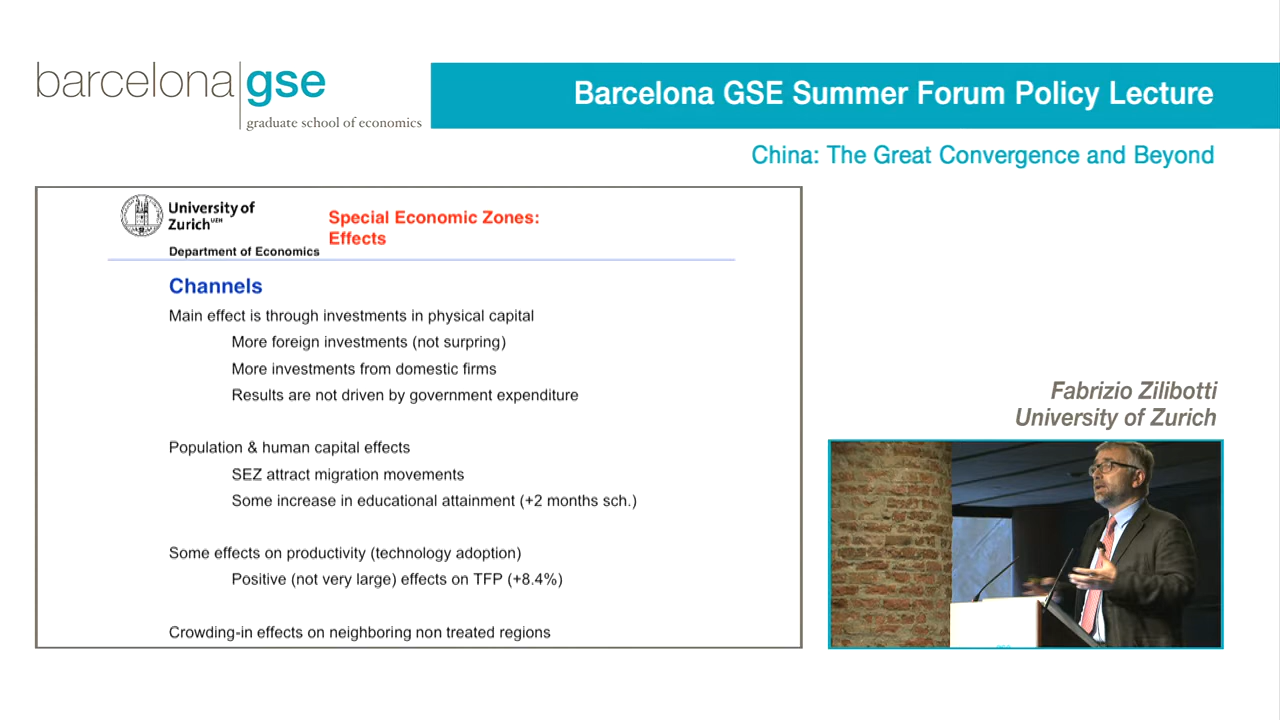 barcelona gse
graduate school of economics
Barcelona GSE Summer Forum Policy Lecture
China: The Great Convergence and Beyond
University of
Zurich UZH
Department of Economics
Special Economic Zones:
Effects
Channels
Main effect is through investments in physical capital
More foreign investments (not surpring)
More investments from domestic firms
Results are not driven by government expenditure
Population & human capital effects
SEZ attract migration movements
Some increase in educational attainment (+2 months sch.)
Some effects on productivity (technology adoption)
Positive (not very large) effects on TFP (+8.4%)
Crowding-in effects on neighboring non treated regions
Fabrizio Zilibotti
University of Zurich